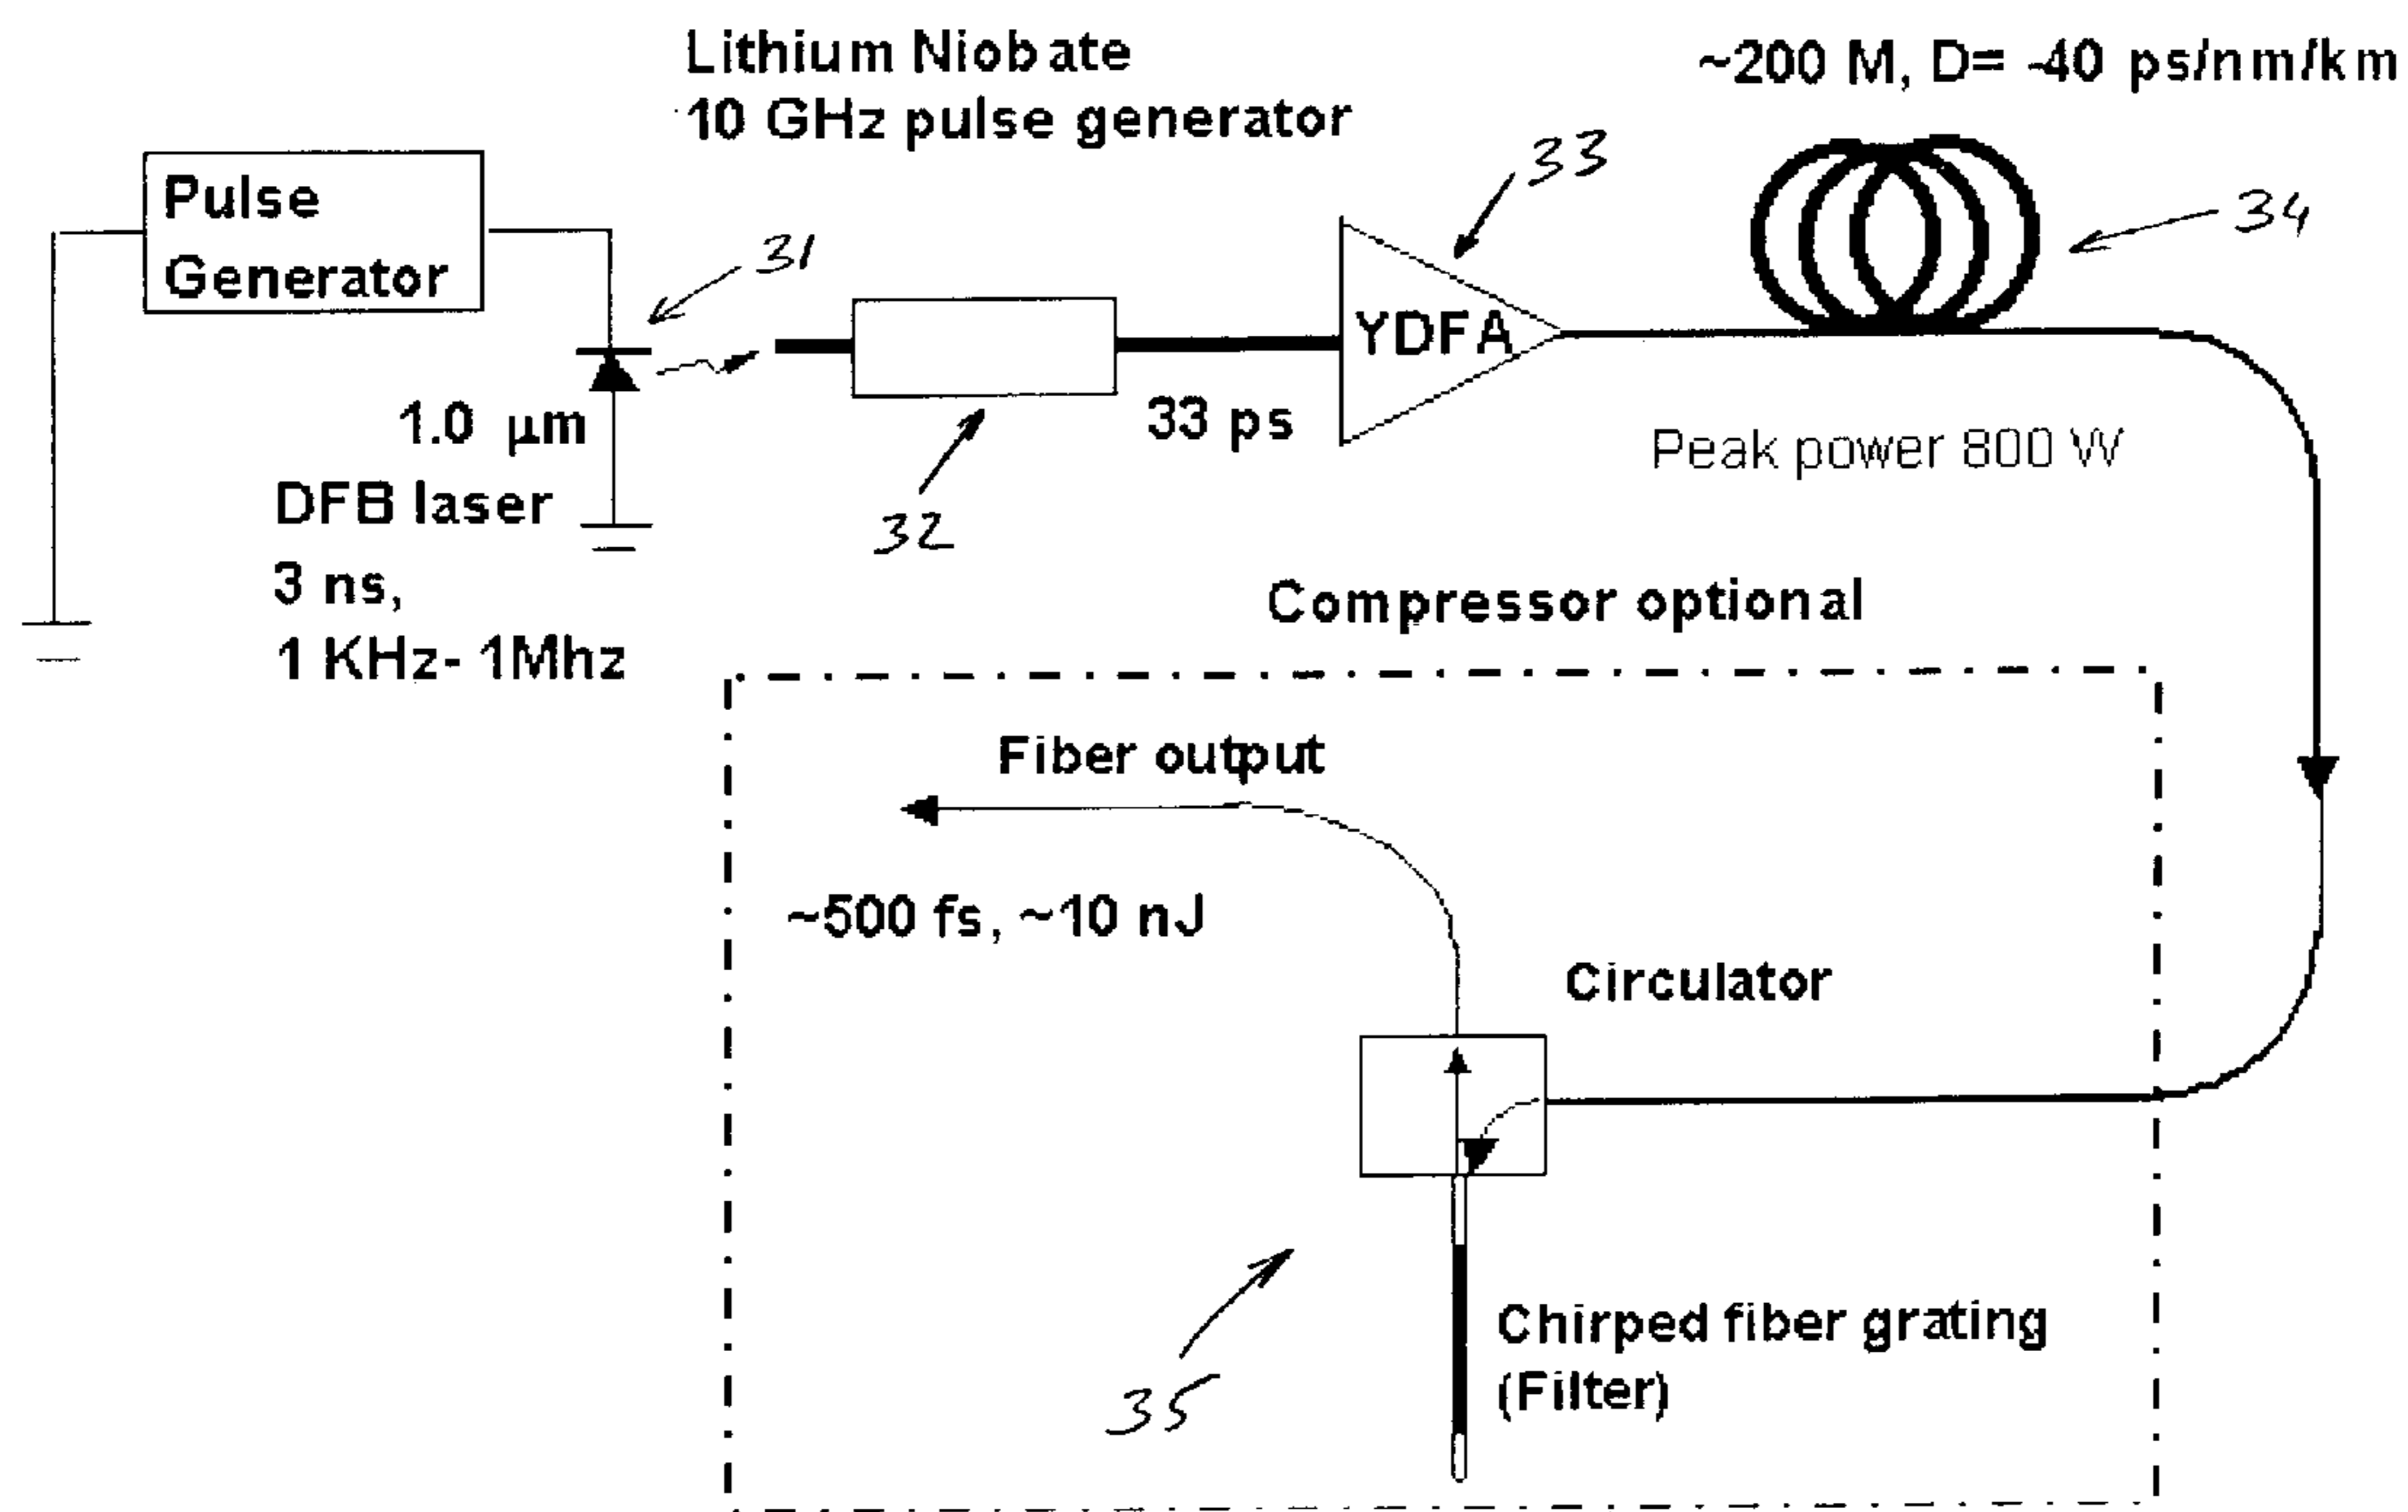 Lithium Niobate
10 GHz pulse generator
~200 M, D= -40 ps/nm/km
Pulse
Generator
31
33
34
YDFA
33 ps
32
1.0 μm
DFB laser
3 ns,
1 KHz- 1Mhz
Peak power 800 W
Compressor optional
Fiber output
~500 fs, ~10 nJ
Circulator
35
Chirped fiber grating
(Filter)